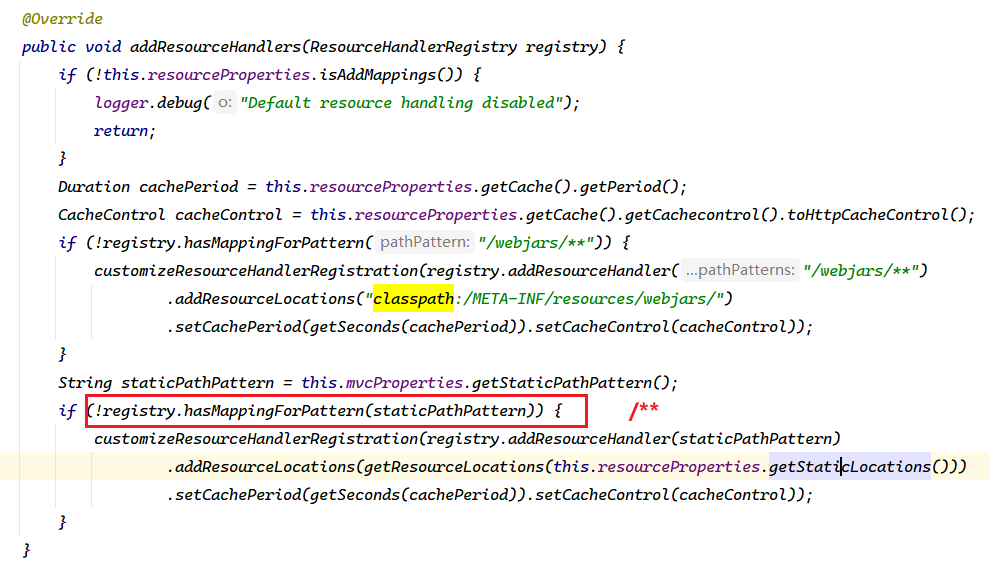 @Override
public void addResourceHandlers(ResourceHandlerRegistry registry) {
if (!this.resourceProperties.isAddMappings()) {
logger.debug( o: "Default resource handling disabled");
return;
}
Duration cachePeriod = this.resourceProperties.getCache().getPeriod();
CacheControl cacheControl = this.resourceProperties.getCache().getCachecontrol().toHttpCacheControl();
if (!registry.hasMappingForPattern( pathPattern: "/webjars/**")) {
customizeResourceHandlerRegistration(registry.addResourceHandler( ...pathPatterns: "/webjars/**")
.addResourceLocations("classpath:/META-INF/resources/webjars/")
.setCachePeriod(getSeconds(cachePeriod)).setCacheControl(cacheControl));
}
String staticPathPattern = this.mvcProperties.getStaticPathPattern();
if (!registry.hasMappingForPattern(staticPathPattern)) { /**
customizeResourceHandlerRegistration(registry.addResourceHandler(staticPathPattern)
.addResourceLocations(getResourceLocations(this.resourceProperties.getStaticLocations()))
.setCachePeriod(getSeconds(cachePeriod)).setCacheControl(cacheControl));
}
}